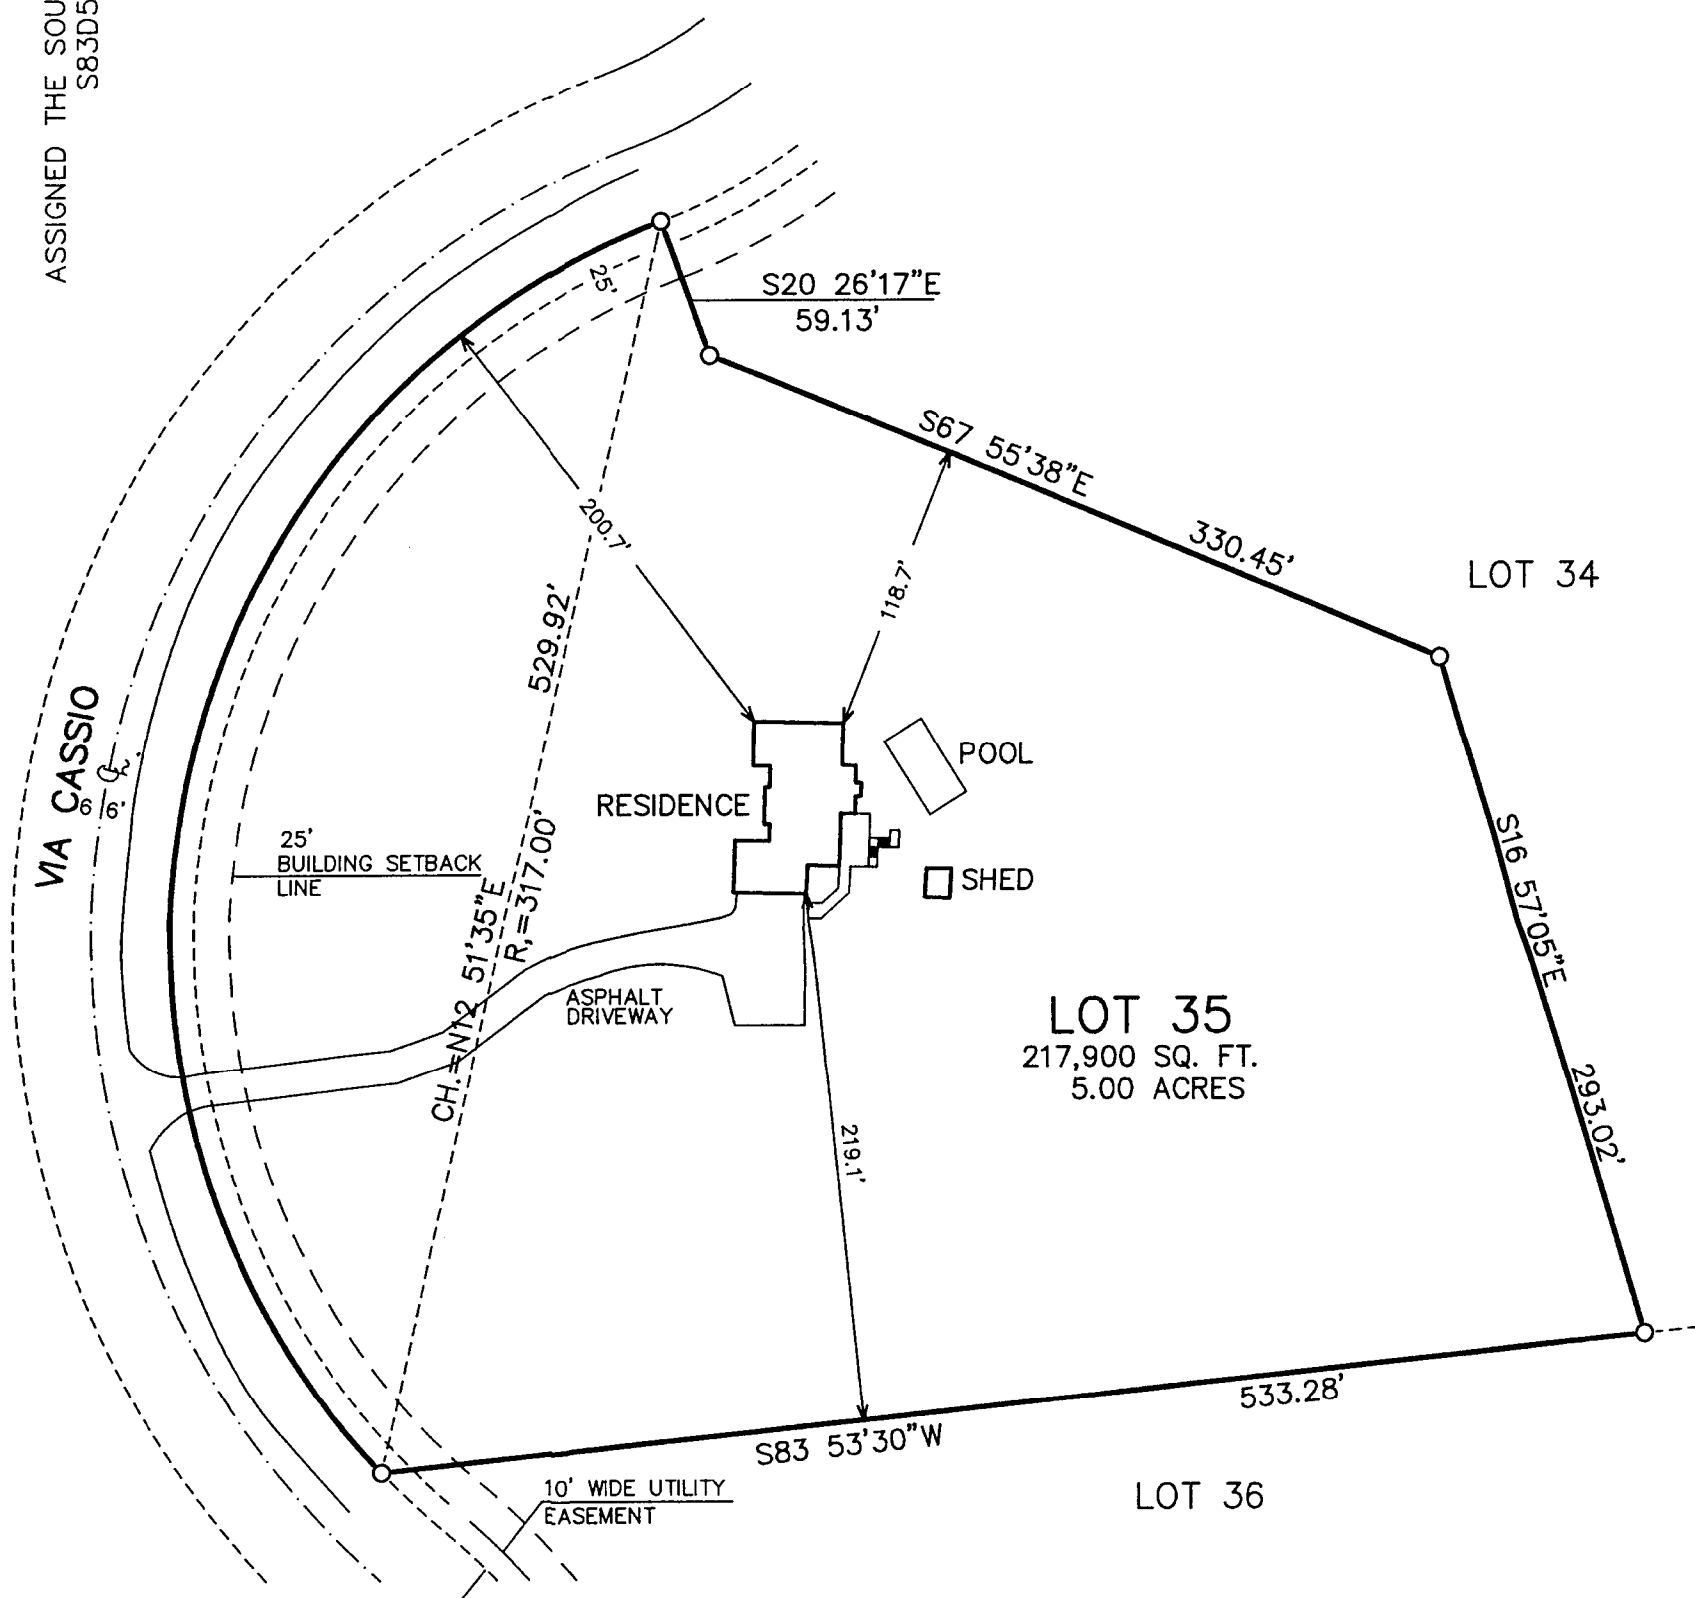 ASSIGNED THE SOU
S83D5
25'
S20 26'17"E
59.13'
S67 55'38"E
330.45'
LOT 34
200.7'
118.7'
529.92'
VIA CASSIO
66'
POOL
RESIDENCE
25'
BUILDING SETBACK
LINE
SHED
R,=317.00'
CH.=N12 51'35"E
ASPHALT
DRIVEWAY
LOT 35
217,900 SQ. FT.
5.00 ACRES
S16 57'05"E
293.02'
219.1'
533.28'
S83 53'30"W
10' WIDE UTILITY
EASEMENT
LOT 36